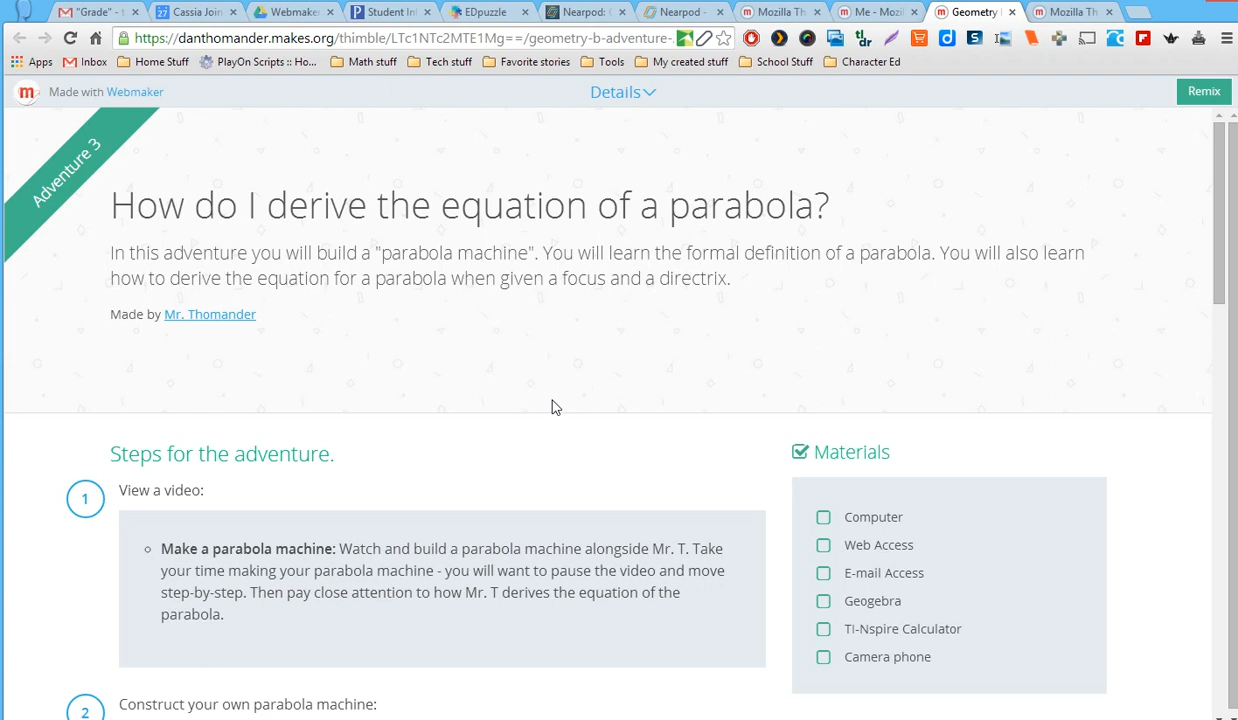 "Grade" - t
27 Cassia Join
Webmaker
Student In
EDpuzzle
Nearpod: C
Nearpod -
Mozilla Th
Me - Mozil
Geometry
Mozilla Th
https://danthomander.makes.org/thimble/LTc1NTc2MTE1Mg==/geometry-b-adventure-
tl;dr
Apps Inbox Home Stuff PlayOn Scripts :: Ho... Math stuff Tech stuff Favorite stories Tools My created stuff School Stuff Character Ed
m Made with Webmaker Details Remix
Adventure 3
How do I derive the equation of a parabola?
In this adventure you will build a "parabola machine". You will learn the formal definition of a parabola. You will also learn
how to derive the equation for a parabola when given a focus and a directrix.
Made by Mr. Thomander
Steps for the adventure.
1 View a video:
Make a parabola machine: Watch and build a parabola machine alongside Mr. T. Take
your time making your parabola machine - you will want to pause the video and move
step-by-step. Then pay close attention to how Mr. T derives the equation of the
parabola.
2 Construct your own parabola machine:
Materials
Computer
Web Access
E-mail Access
Geogebra
TI-Nspire Calculator
Camera phone